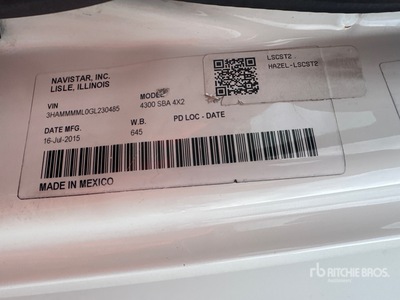 NAVISTAR, INC.
LISLE, ILLINOIS
VIN MODEL
3HAMMMML0GL230485 4300 SBA 4X2
DATE MFG. W.B. PD LOC - DATE
16-Jul-2015 645
MADE IN MEXICO
LSCST2
HAZEL-LSCST2
rb RITCHIE BROS.